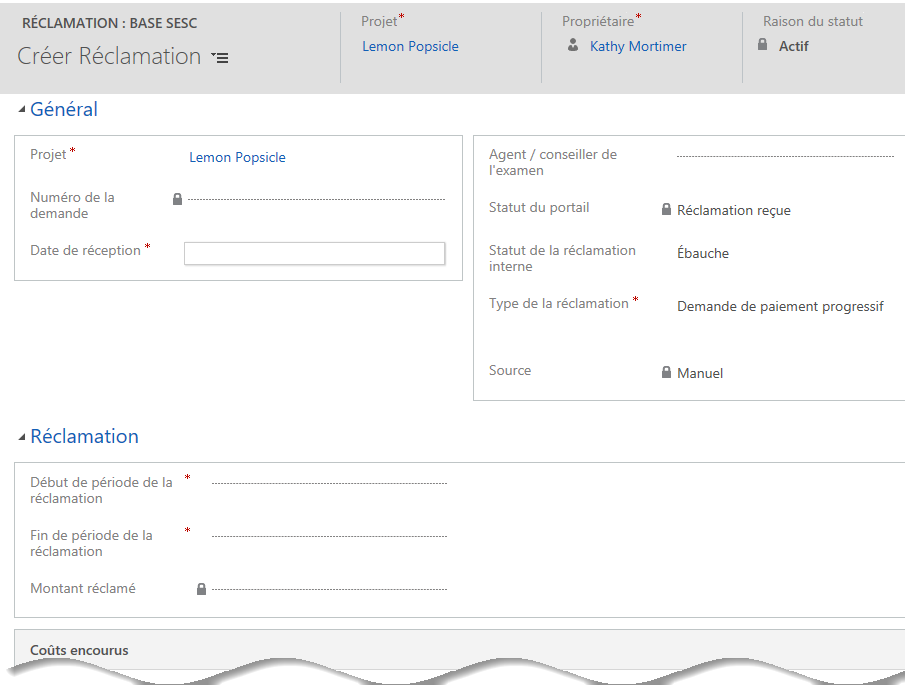 RÉCLAMATION : BASE SESC
Créer Réclamation
Projet*
Lemon Popsicle
Propriétaire*
Kathy Mortimer
Raison du statut
Actif
Général
Projet *
Lemon Popsicle
Numéro de la
demande
Date de réception *
Agent / conseiller de
l'examen
Statut du portail
Réclamation reçue
Statut de la réclamation
interne
Ébauche
Type de la réclamation *
Demande de paiement progressif
Source
Manuel
Réclamation
Début de période de la *
réclamation
Fin de période de la *
réclamation
Montant réclamé
Coûts encourus